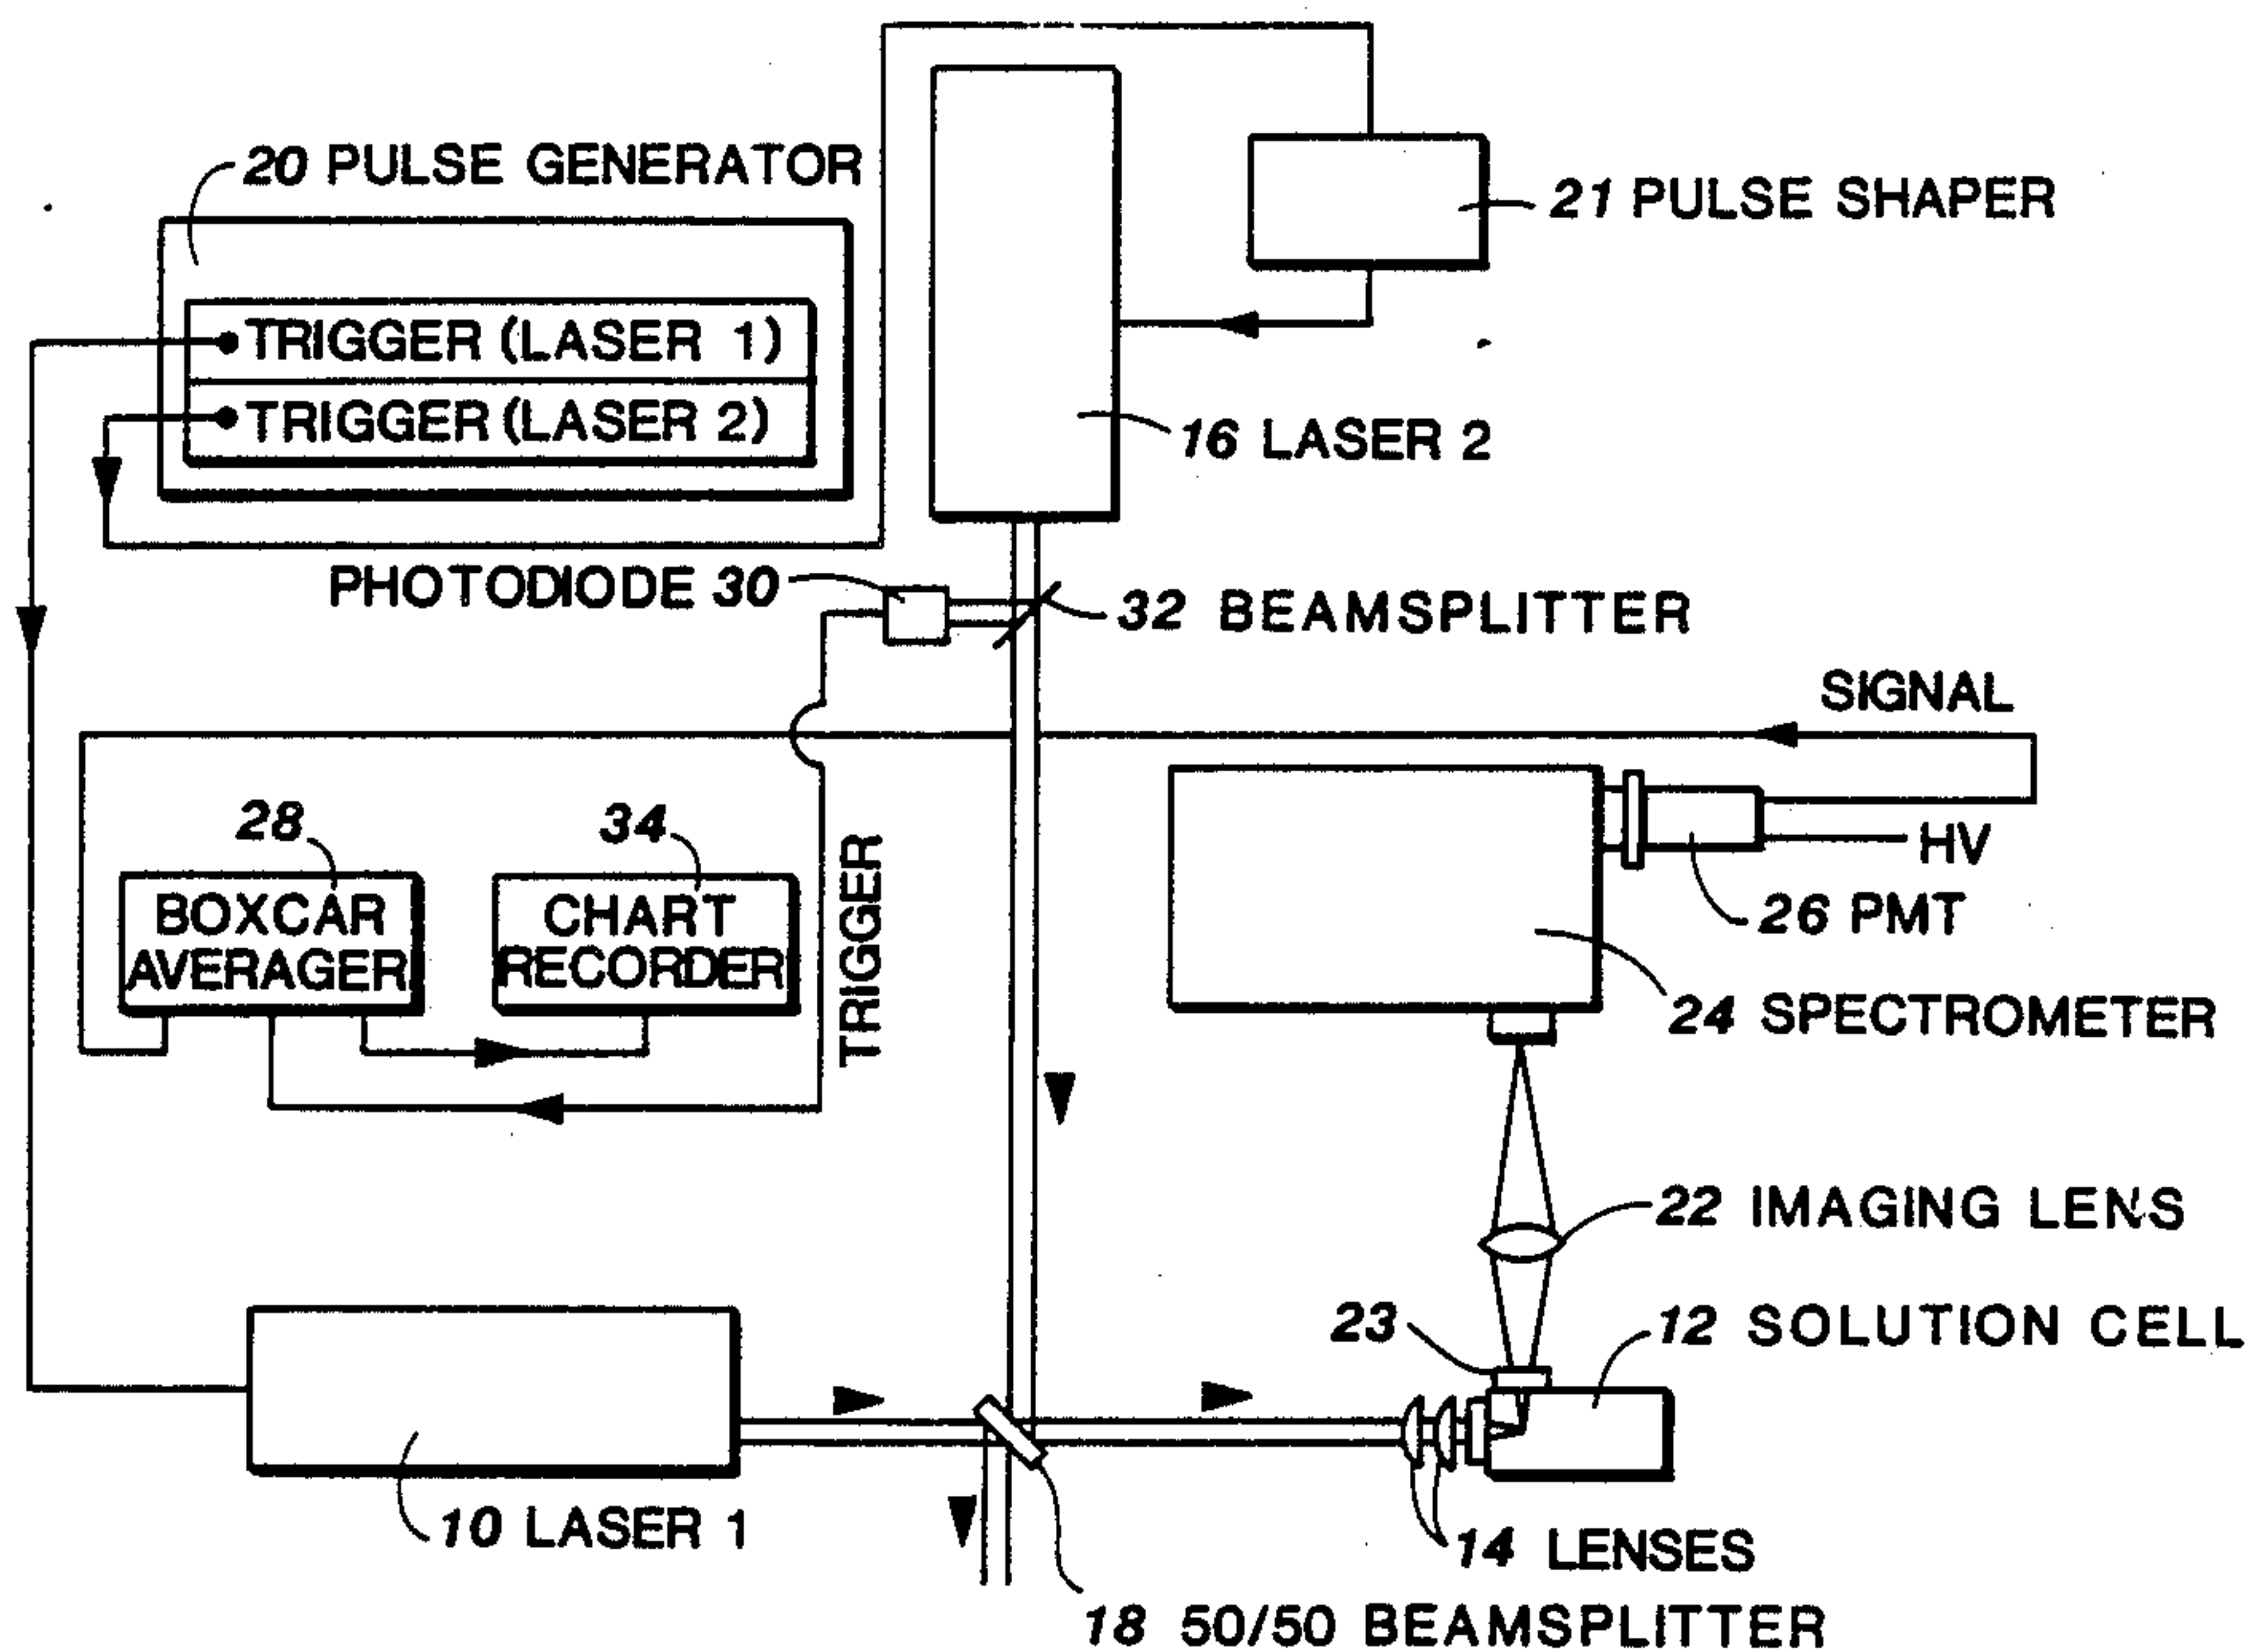 20 PULSE GENERATOR
21 PULSE SHAPER
TRIGGER (LASER 1)
TRIGGER (LASER 2)
16 LASER 2
PHOTODIODE 30
32 BEAMSPLITTER
SIGNAL
28
34
HV
BOXCAR
AVERAGER
CHART
RECORDER
TRIGGER
26 PMT
24 SPECTROMETER
22 IMAGING LENS
23
12 SOLUTION CELL
10 LASER 1
14 LENSES
18 50/50 BEAMSPLITTER